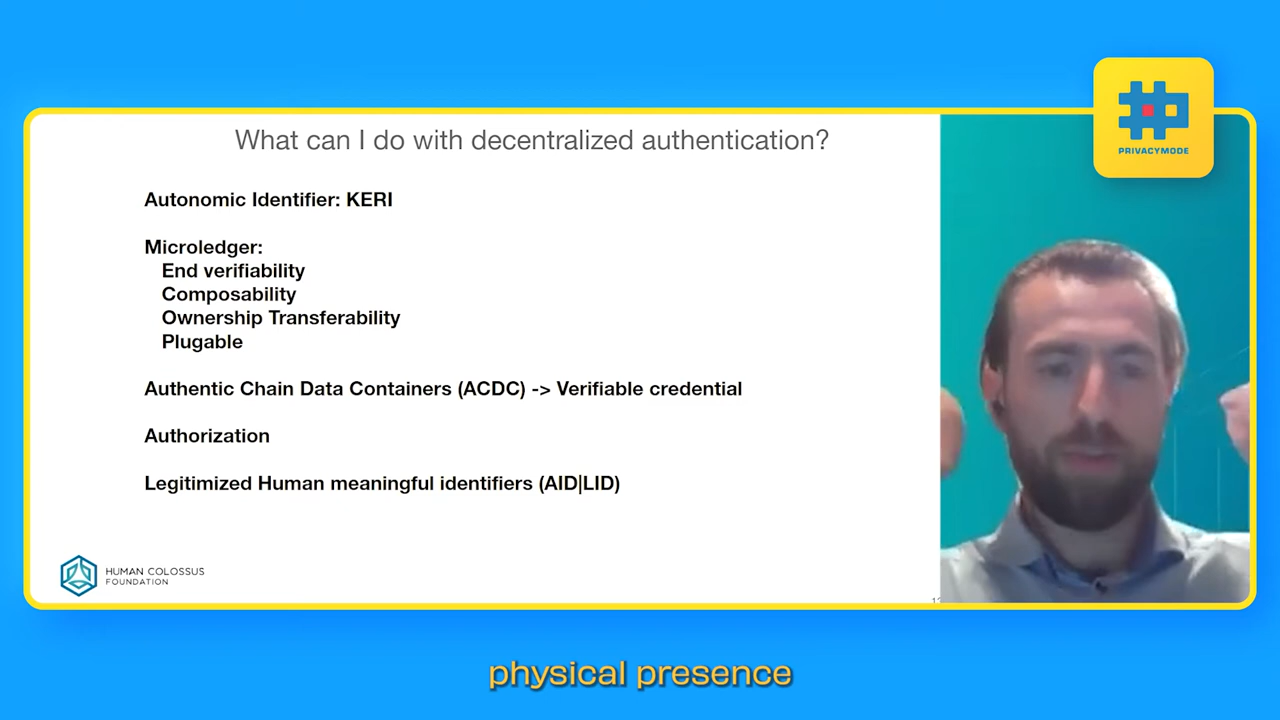 What can I do with decentralized authentication?
PRIVACYMODE
Autonomic Identifier: KERI
Microledger:
End verifiability
Composability
Ownership Transferability
Plugable
Authentic Chain Data Containers (ACDC) -> Verifiable credential
Authorization
Legitimized Human meaningful identifiers (AID|LID)
HUMAN COLOSSUS
FOUNDATION
physical presence